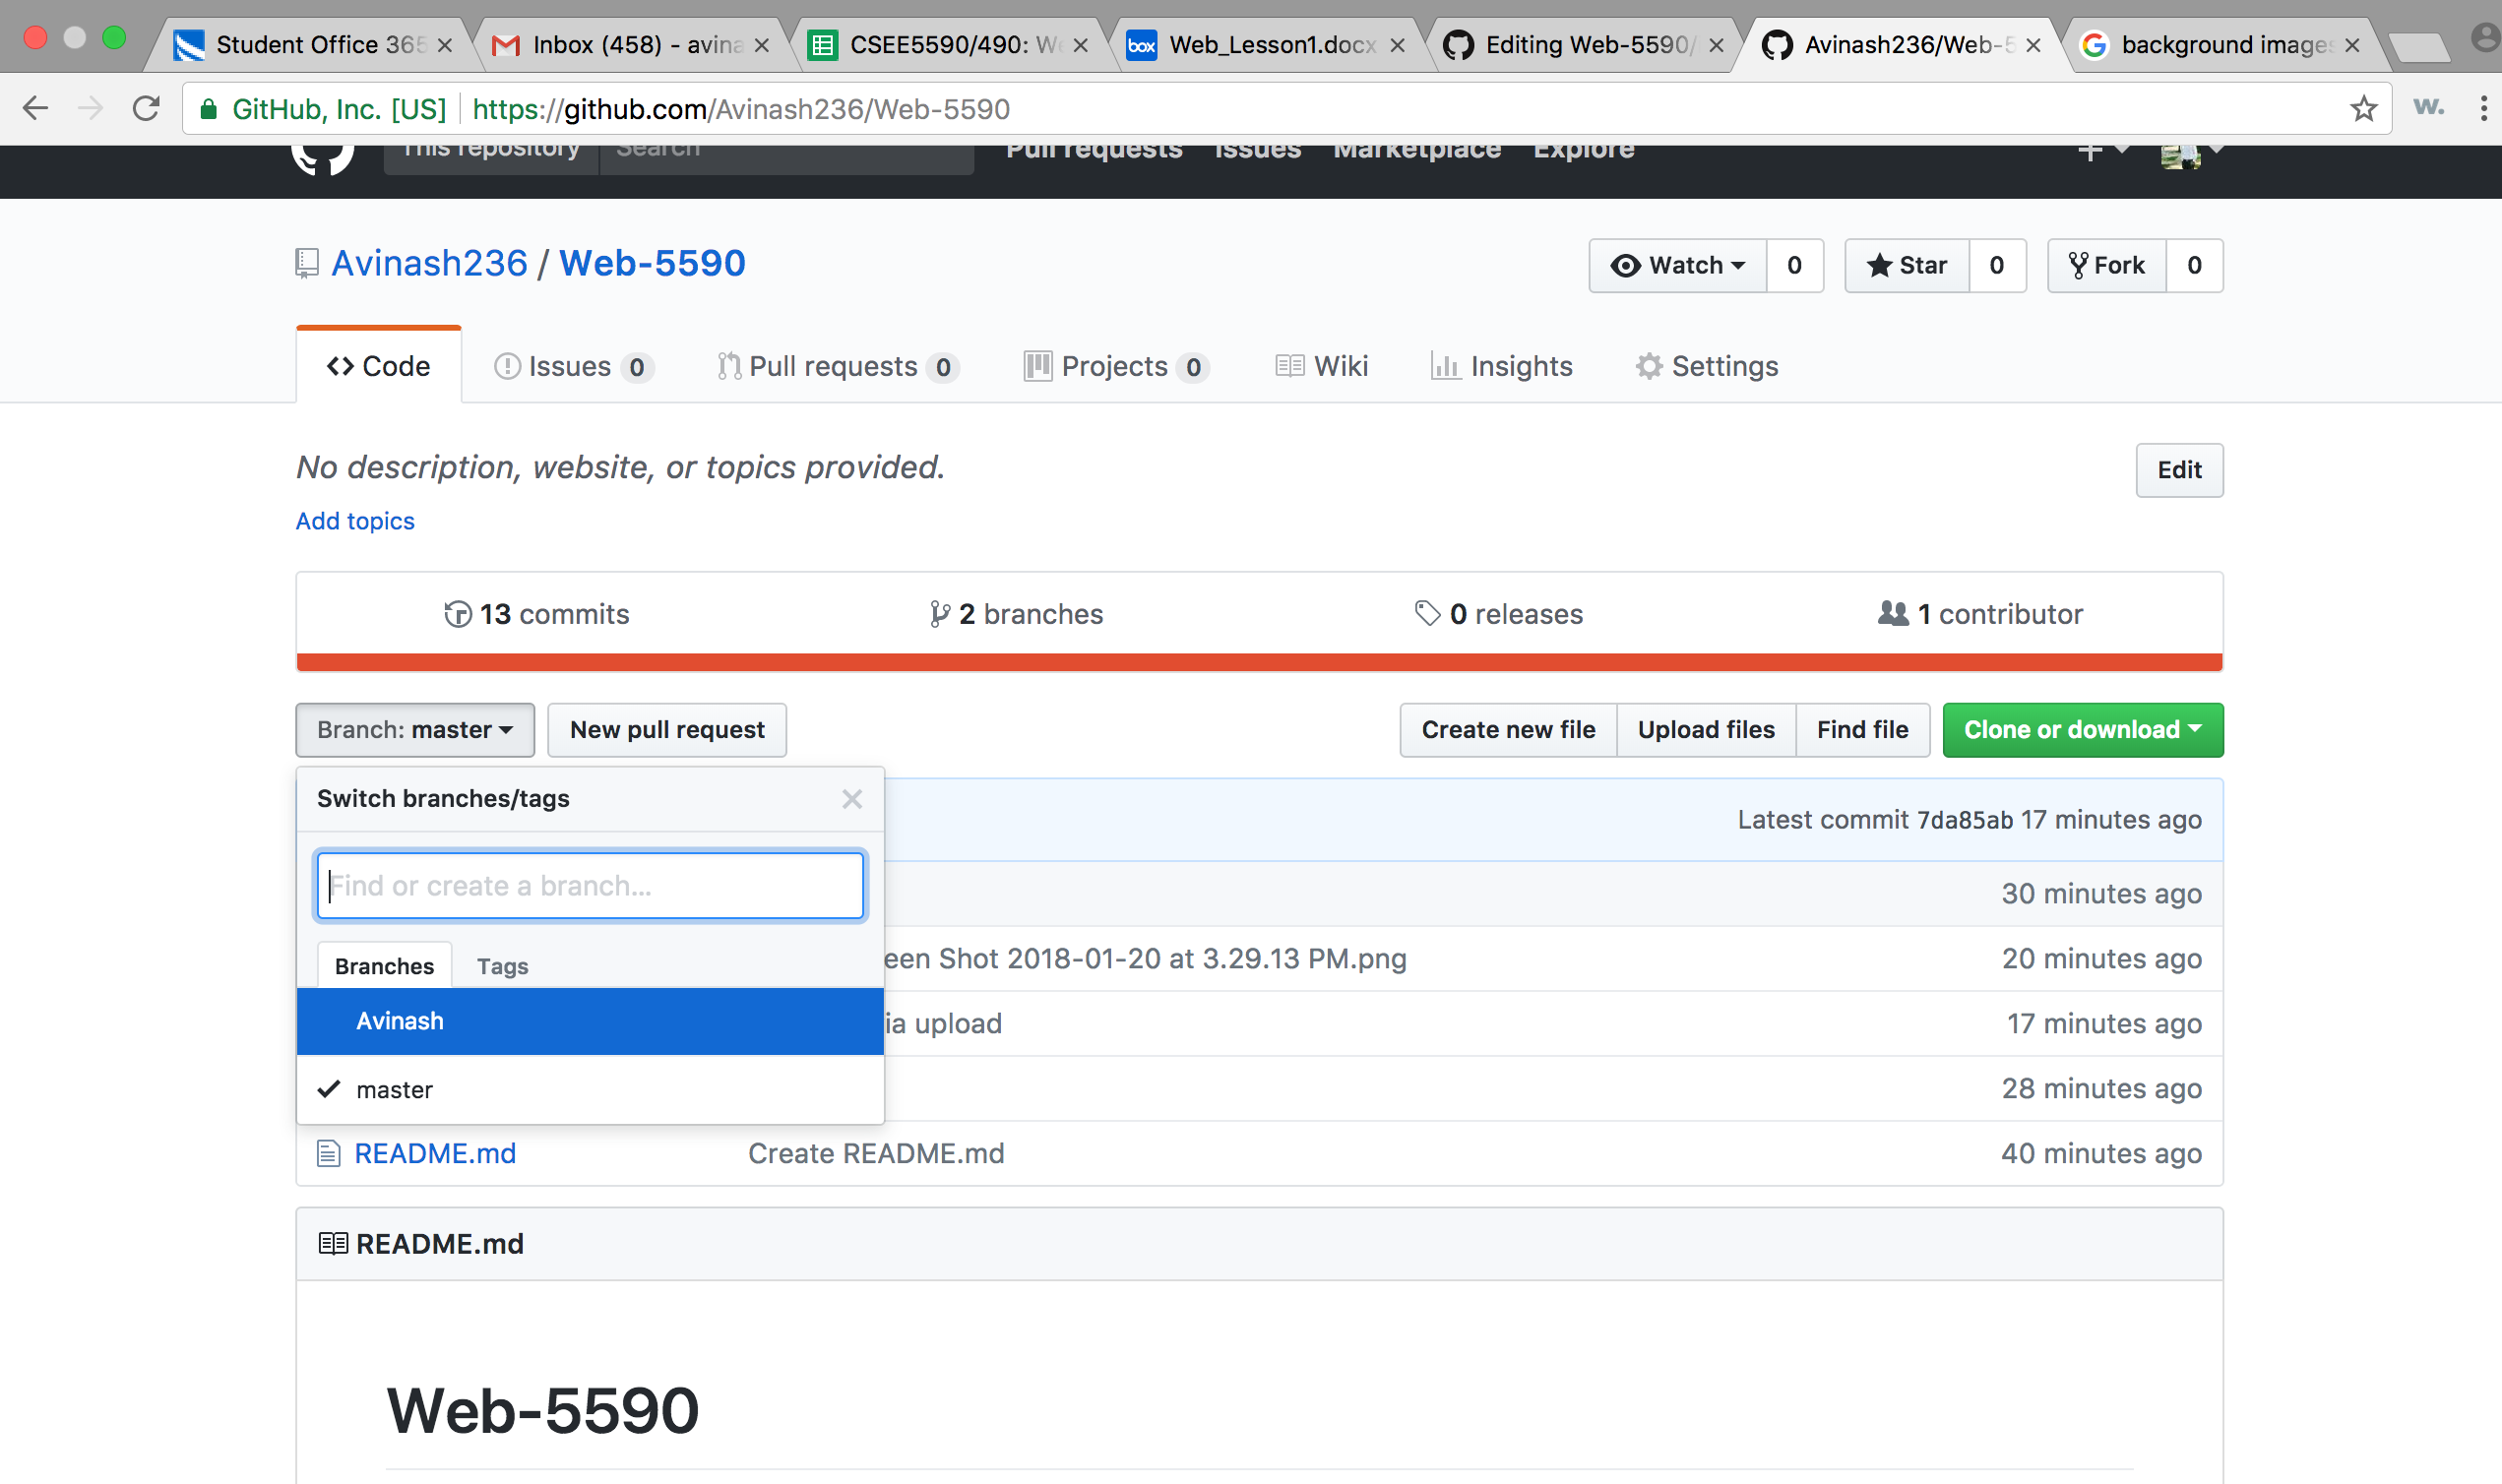 Student Office 365
Inbox (458) - avina
CSEE5590/490: We
box Web_Lesson1.docx
Editing Web-5590/
Avinash236/Web-5
background images
GitHub, Inc. [US] https://github.com/Avinash236/Web-5590
w.
This repository Search Pull requests Issues Marketplace Explore
Avinash236 / Web-5590
Watch 0 Star 0 Fork 0
Code Issues 0 Pull requests 0 Projects 0 Wiki Insights Settings
No description, website, or topics provided.
Edit
Add topics
13 commits 2 branches 0 releases 1 contributor
Branch: master New pull request Create new file Upload files Find file Clone or download
Switch branches/tags
Latest commit 7da85ab 17 minutes ago
Find or create a branch...
30 minutes ago
Branches Tags
een Shot 2018-01-20 at 3.29.13 PM.png 20 minutes ago
Avinash
ia upload 17 minutes ago
master
28 minutes ago
README.md Create README.md 40 minutes ago
README.md
Web-5590